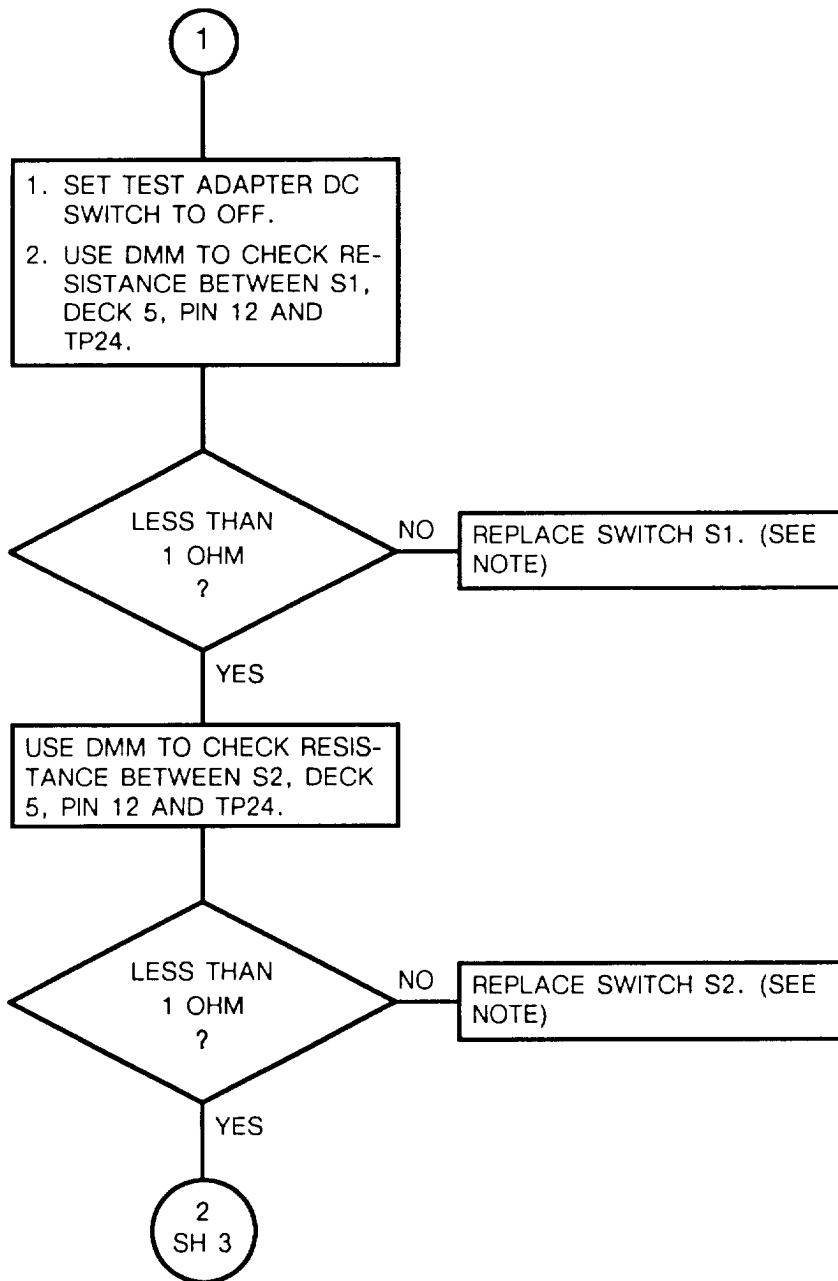 1
1. SET TEST ADAPTER DC
SWITCH TO OFF.
2. USE DMM TO CHECK RE-
SISTANCE BETWEEN S1,
DECK 5, PIN 12 AND
TP24.
LESS THAN
1 OHM
?
NO
REPLACE SWITCH S1. (SEE
NOTE)
YES
USE DMM TO CHECK RESIS-
TANCE BETWEEN S2, DECK
5, PIN 12 AND TP24.
LESS THAN
1 OHM
?
NO
REPLACE SWITCH S2. (SEE
NOTE)
YES
2
SH 3